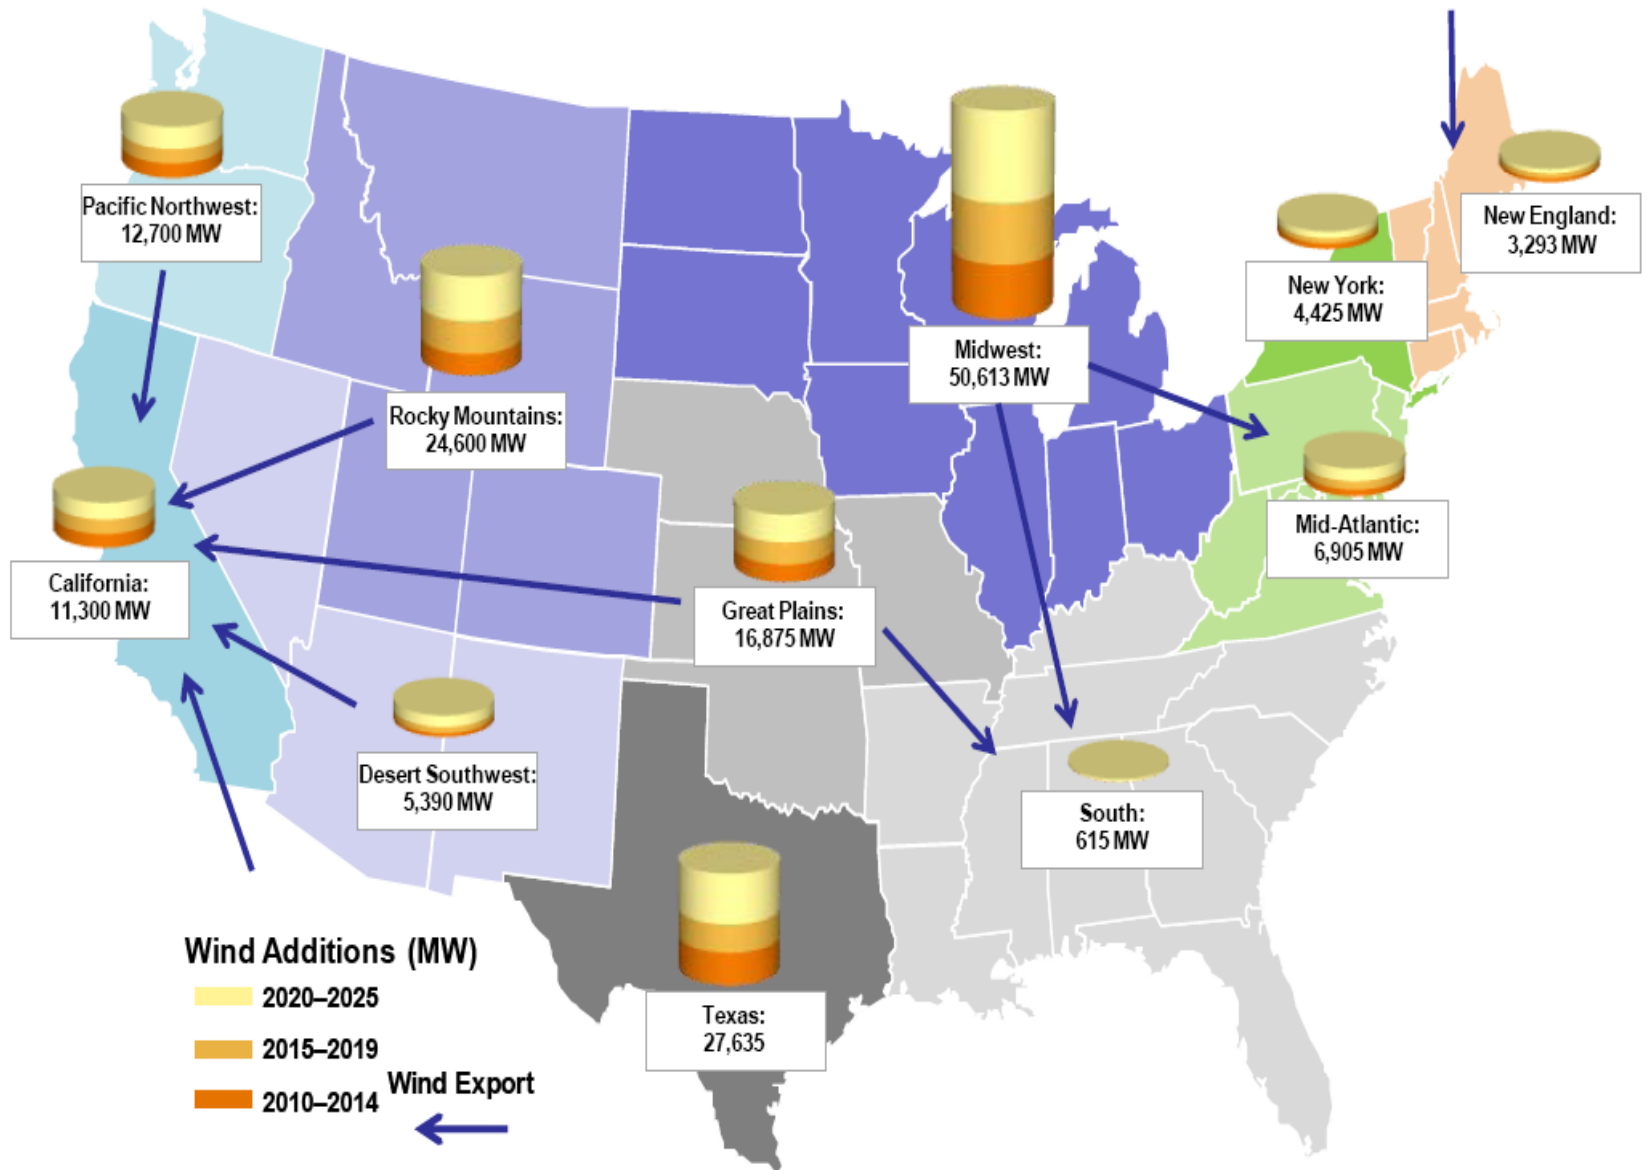 Pacific Northwest:
12,700 MW
New England:
3,293 MW
New York:
4,425 MW
Midwest:
50,613 MW
Rocky Mountains:
24,600 MW
Mid-Atlantic:
6,905 MW
California:
11,300 MW
Great Plains:
16,875 MW
Desert Southwest:
5,390 MW
South:
615 MW
Texas:
27,635
Wind Additions (MW)
2020–2025
2015–2019
2010–2014
Wind Export